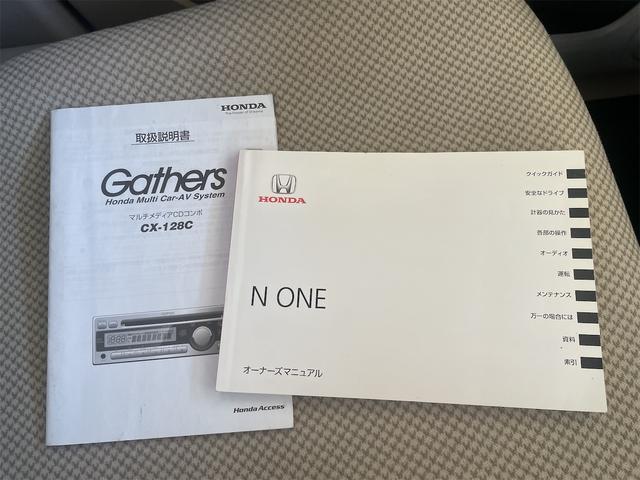 HONDA
The Power of Dreams
取扱説明書
Gathers
Honda Multi Car-AV System
マルチメディアCDコンポ
CX-128C
Honda Access
HONDA
N ONE
オーナーズマニュアル
クイックガイド
安全なドライブ
計器の見かた
各部の操作
オーディオ
運転
メンテナンス
万一の場合には
資料
索引